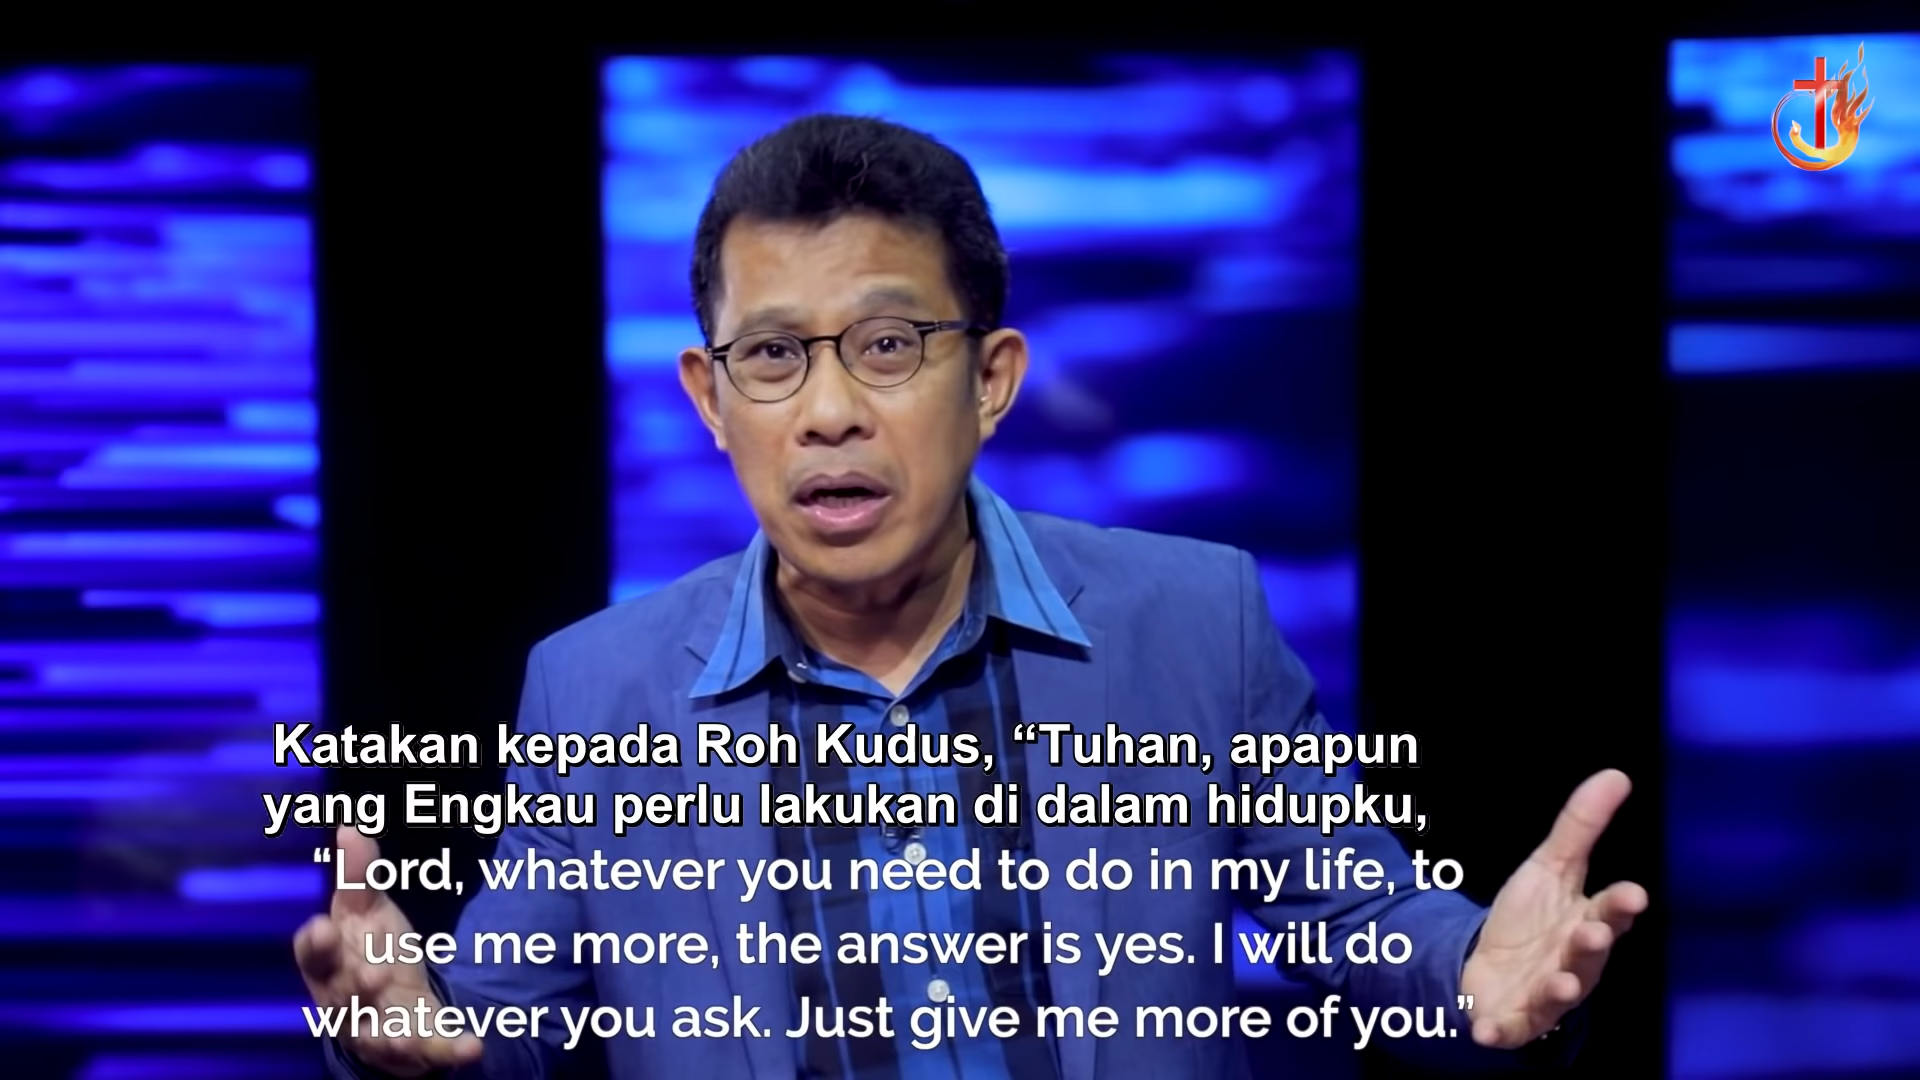 Katakan kepada Roh Kudus, “Tuhan, apapun
yang Engkau perlu lakukan di dalam hidupku,
“Lord, whatever you need to do in my life, to
use me more, the answer is yes. I will do
whatever you ask. Just give me more of you.”